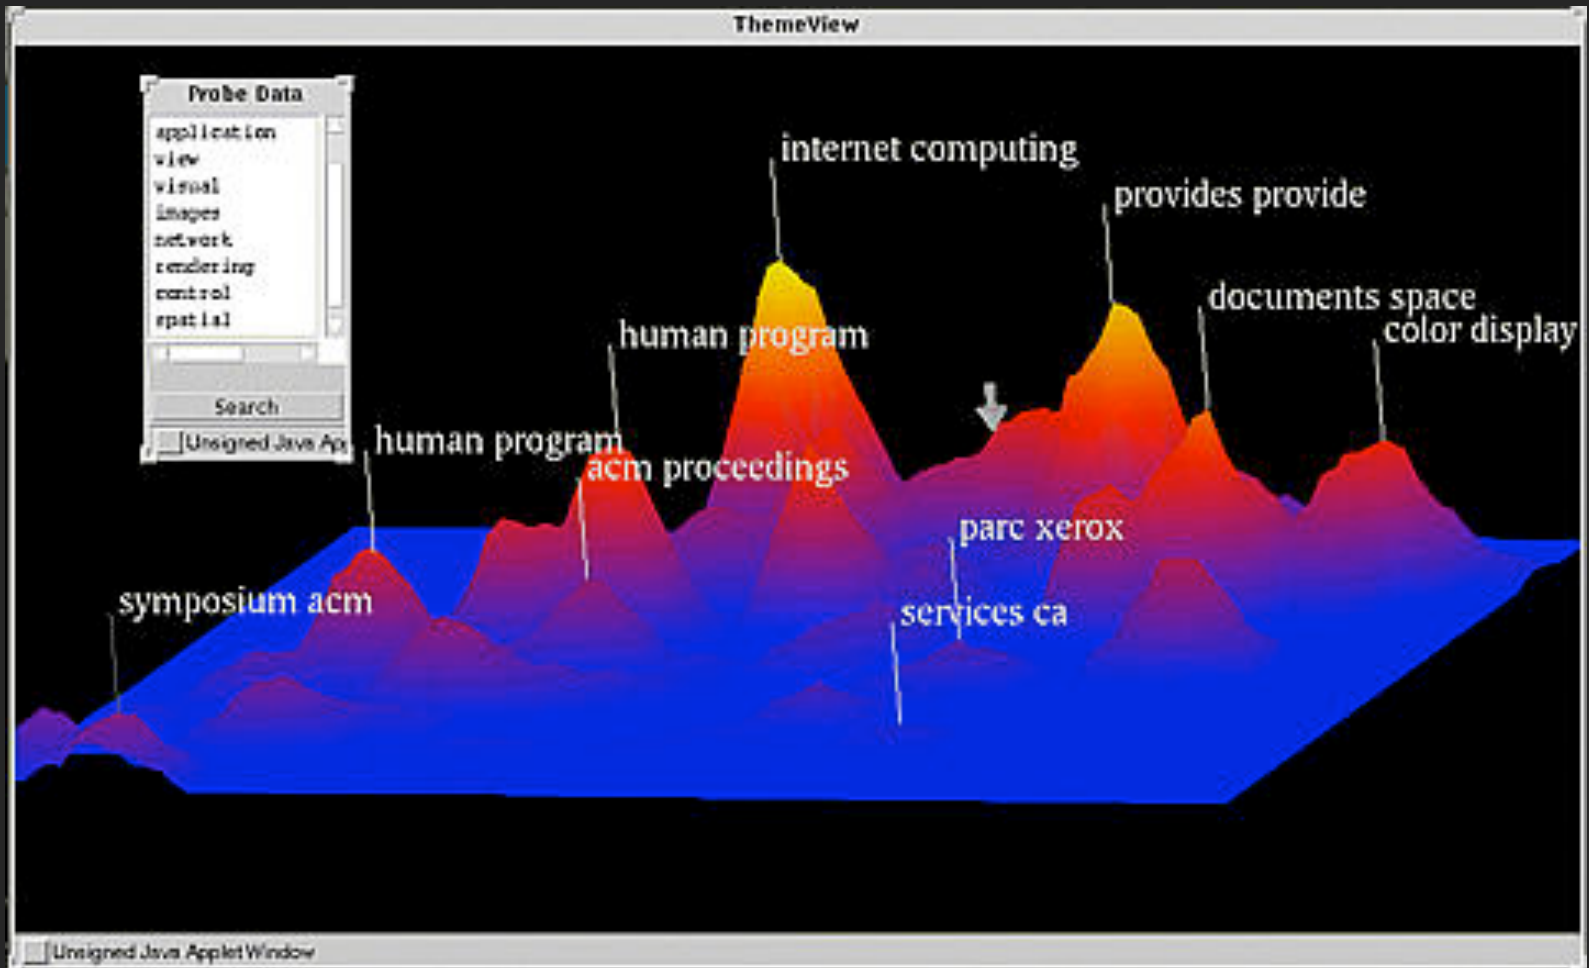 ThemeView
Probe Data
application
view
visual
images
network
rendering
control
spatial
Search
Unsigned Java Ap
internet computing
provides provide
documents space
color display
human program
human program
acm proceedings
parc xerox
symposium acm
services ca
Unsigned Java Applet Window